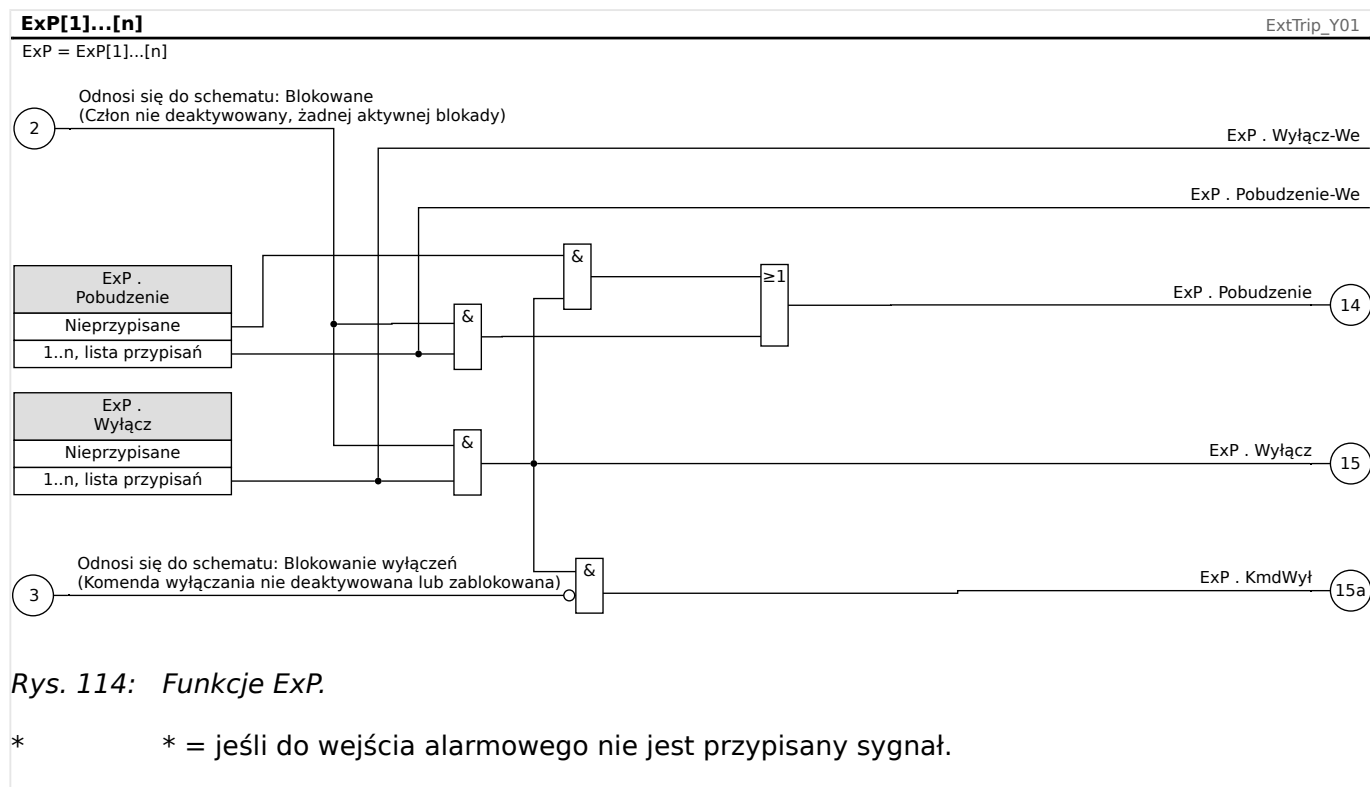 ExP[1]...[n]
ExtTrip_Y01
ExP = ExP[1]...[n]
Odnosi się do schematu: Blokowane
(Człon nie deaktywowany, żadnej aktywnej blokady)
2
ExP . Wyłącz-We
ExP . Pobudzenie-We
&
≥1
ExP .
Pobudzenie
Nieprzypisane
1..n, lista przypisań
&
ExP . Pobudzenie
14
ExP .
Wyłącz
Nieprzypisane
1..n, lista przypisań
&
ExP . Wyłącz
15
Odnosi się do schematu: Blokowanie wyłączeń
(Komenda wyłączania nie deaktywowana lub zablokowana)
3
&
ExP . KmdWył
15a
Rys. 114: Funkcje ExP.
* * = jeśli do wejścia alarmowego nie jest przypisany sygnał.